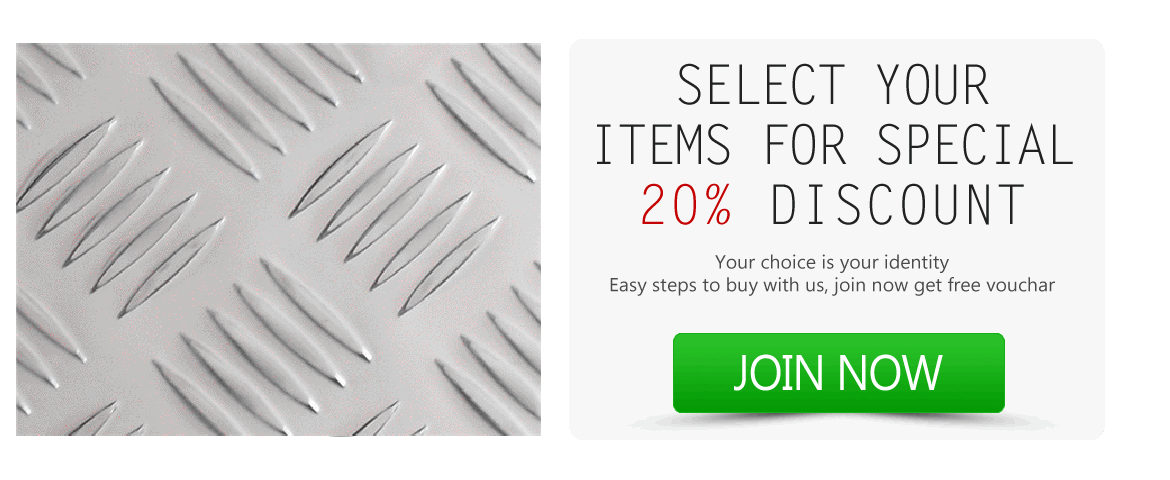 SELECT YOUR
ITEMS FOR SPECIAL
20% DISCOUNT
Your choice is your identity
Easy steps to buy with us, join now get free vouchar
JOIN NOW